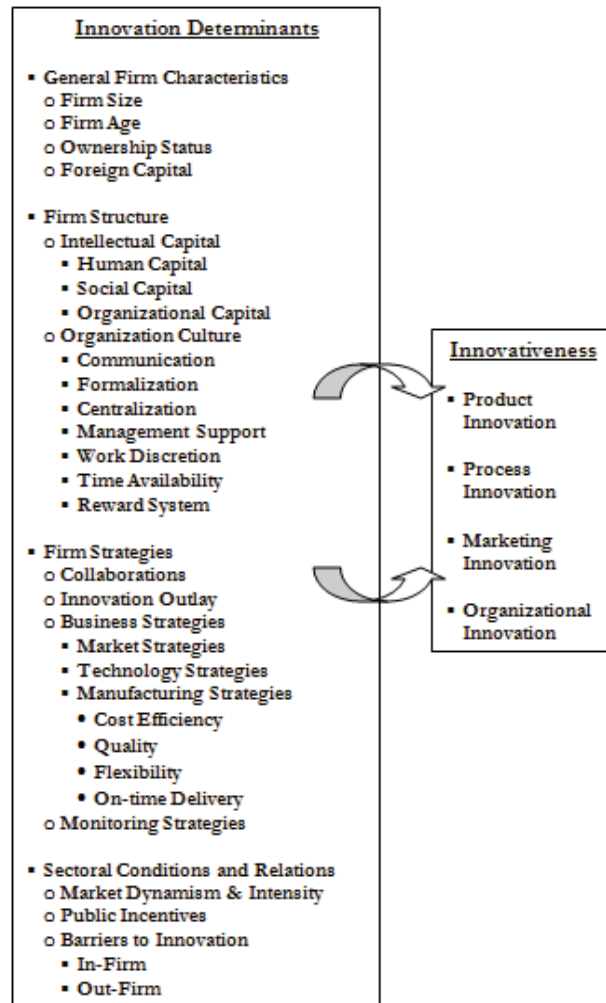 Innovation Determinants
▪ General Firm Characteristics
o Firm Size
o Firm Age
o Ownership Status
o Foreign Capital
▪ Firm Structure
o Intellectual Capital
▪ Human Capital
▪ Social Capital
▪ Organizational Capital
o Organization Culture
▪ Communication
▪ Formalization
▪ Centralization
▪ Management Support
▪ Work Discretion
▪ Time Availability
▪ Reward System
▪ Firm Strategies
o Collaborations
o Innovation Outlay
o Business Strategies
▪ Market Strategies
▪ Technology Strategies
▪ Manufacturing Strategies
• Cost Efficiency
• Quality
• Flexibility
• On-time Delivery
o Monitoring Strategies
▪ Sectoral Conditions and Relations
o Market Dynamism & Intensity
o Public Incentives
o Barriers to Innovation
▪ In-Firm
▪ Out-Firm
Innovativeness
▪ Product
Innovation
▪ Process
Innovation
▪ Marketing
Innovation
▪ Organizational
Innovation